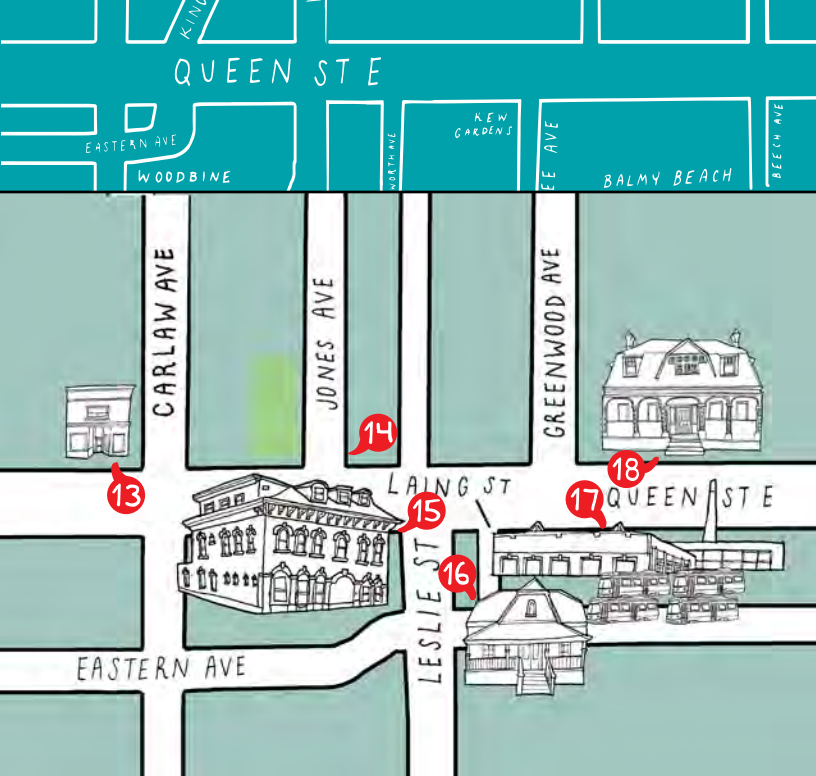 KING
QUEEN ST E
KEW
GARDENS
EASTERN AVE
WOODBINE
BALMY BEACH
BEECH AVE
CARLAW AVE
JONES AVE
GREENWOOD AVE
14
13
LAING ST
18
QUEEN ST E
17
15
16
LESLIE ST
EASTERN AVE